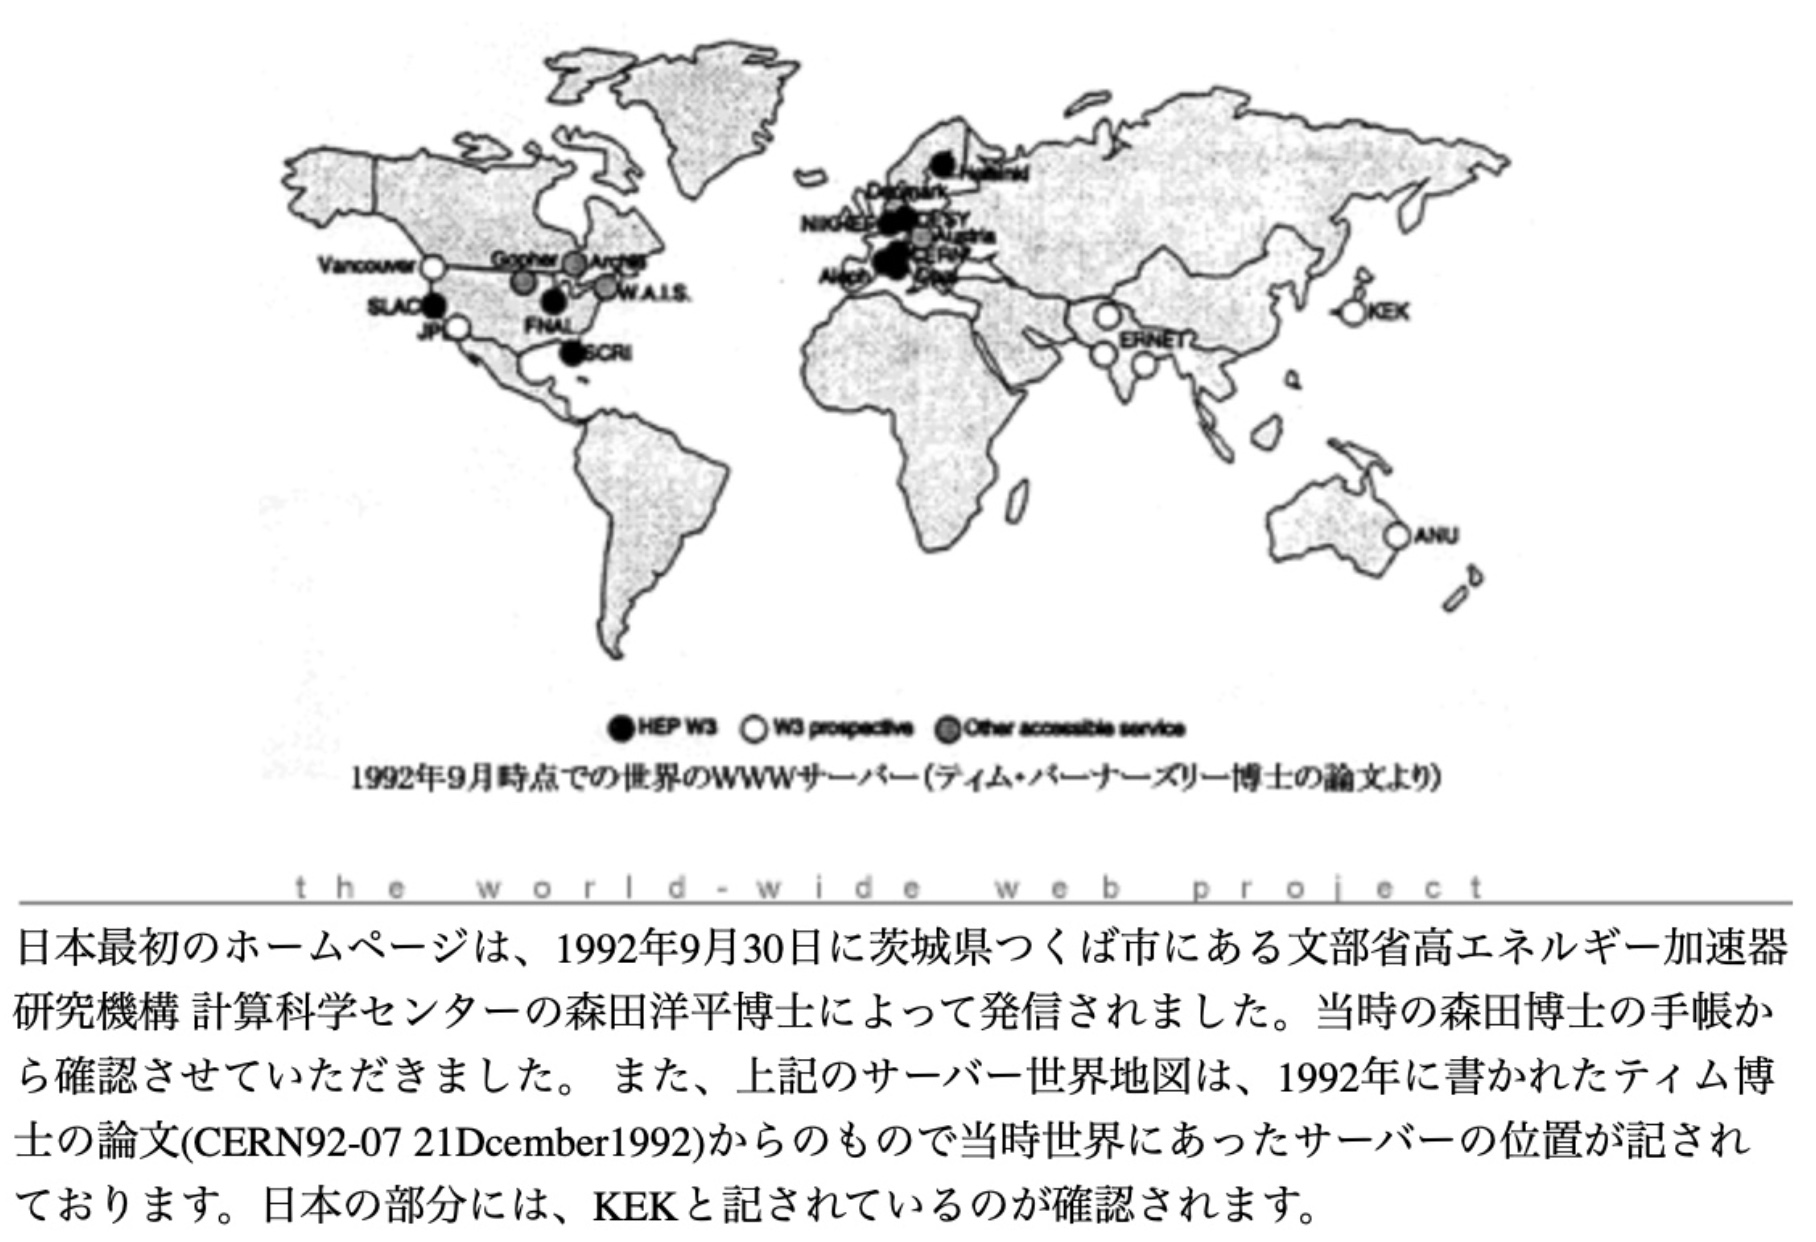 Helsinki
Denmark
NIKHEF
DESY
Austria
CERN
Aleph
Vancouver
Gopher
Archie
SLAC
W.A.I.S.
JPL
FNAL
SCRI
KEK
ERNET
ANU
HEP W3 W3 prospective Other accessible service
1992年9月時点での世界のWWWサーバー(ティム・バーナーズリー博士の論文より)
the world-wide web project
日本最初のホームページは、1992年9月30日に茨城県つくば市にある文部省高エネルギー加速器
研究機構 計算科学センターの森田洋平博士によって発信されました。当時の森田博士の手帳か
ら確認させていただきました。 また、上記のサーバー世界地図は、1992年に書かれたティム博
士の論文(CERN92-07 21Dcember1992)からのもので当時世界にあったサーバーの位置が記され
ております。日本の部分には、KEKと記されているのが確認されます。